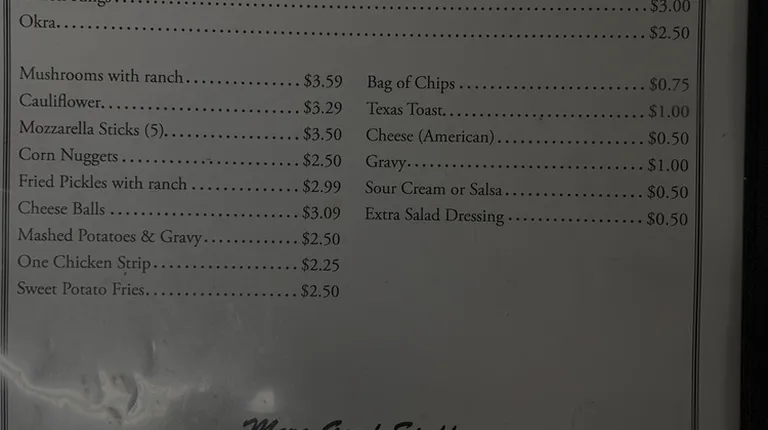 $3.00
Okra.................$2.50
Mushrooms with ranch...............$3.59
Cauliflower.........................$3.29
Mozzarella Sticks (5).................$3.50
Corn Nuggets.......................$2.50
Fried Pickles with ranch..............$2.99
Cheese Balls........................$3.09
Mashed Potatoes & Gravy............$2.50
One Chicken Strip...................$2.25
Sweet Potato Fries....................$2.50
Bag of Chips........................$0.75
Texas Toast..........................$1.00
Cheese (American)...................$0.50
Gravy...............................$1.00
Sour Cream or Salsa..................$0.50
Extra Salad Dressing.................$0.50